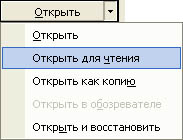 Открыть
Открыть
Открыть для чтения
Открыть как копию
Открыть в обозревателе
Открыть и восстановить